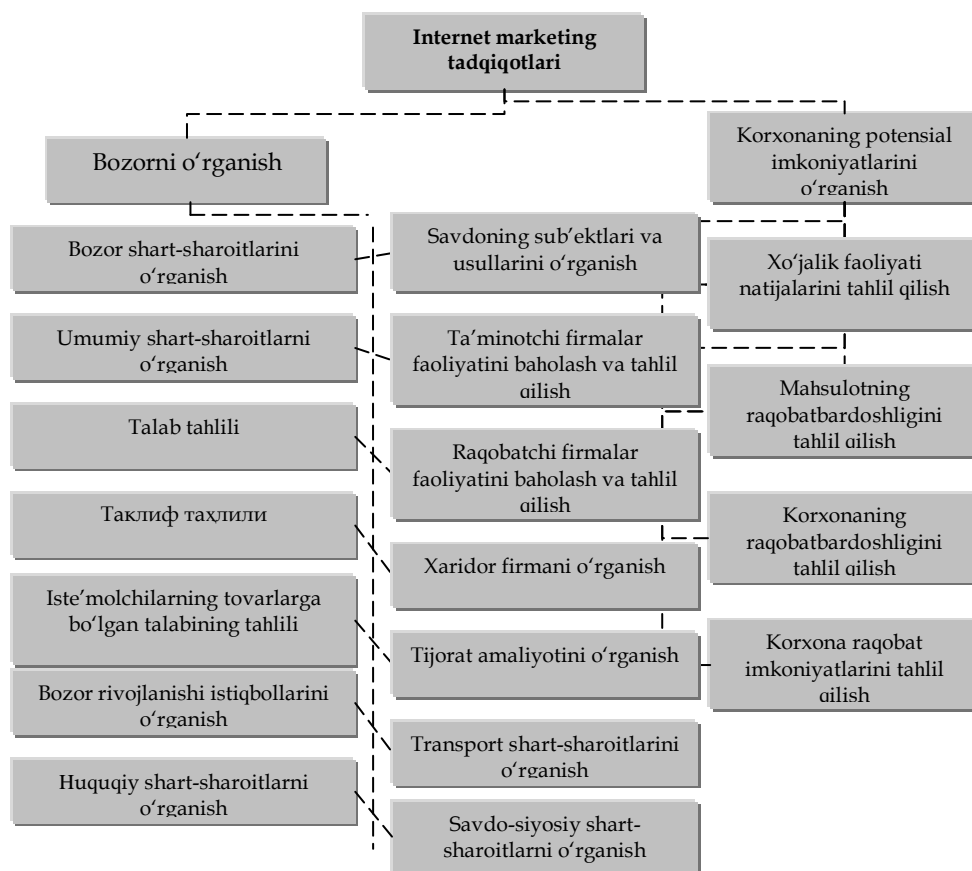 Internet marketing
tadqiqotlari
Bozorni o‘rganish
Korxonaning potensial
imkoniyatlarini
o‘rganish
Bozor shart-sharoitlarini
o‘rganish
Umumiy shart-sharoitlarni
o‘rganish
Talab tahlili
Таклиф таҳлили
Iste’molchilarning tovarlarga
bo‘lgan talabining tahlili
Bozor rivojlanishi istiqbollarini
o‘rganish
Huquqiy shart-sharoitlarni
o‘rganish
Savdoning sub’ektlari va
usullarini o‘rganish
Ta’minotchi firmalar
faoliyatini baholash va tahlil
qilish
Raqobatchi firmalar
faoliyatini baholash va tahlil
qilish
Xaridor firmani o‘rganish
Tijorat amaliyotini o‘rganish
Transport shart-sharoitlarini
o‘rganish
Savdo-siyosiy shart-
sharoitlarni o‘rganish
Xo‘jalik faoliyati
natijalarini tahlil qilish
Mahsulotning
raqobatbardoshligini
tahlil qilish
Korxonaning
raqobatbardoshligini
tahlil qilish
Korxona raqobat
imkoniyatlarini tahlil
qilish